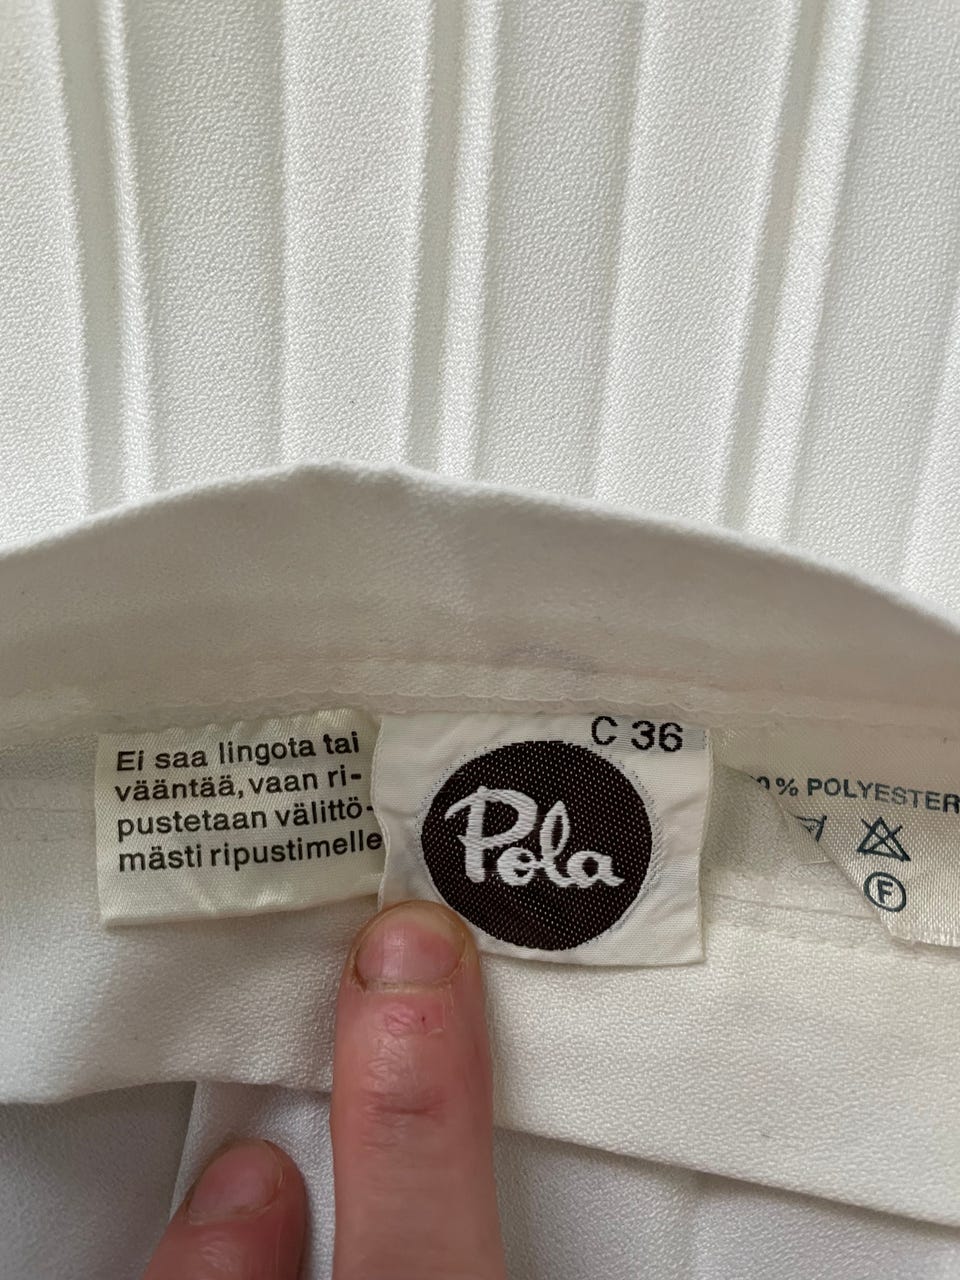 Ei saa lingota tai
vääntää, vaan ri-
pustetaan välittö-
mästi ripustimelle
C 36
Pola
% POLYESTER
F